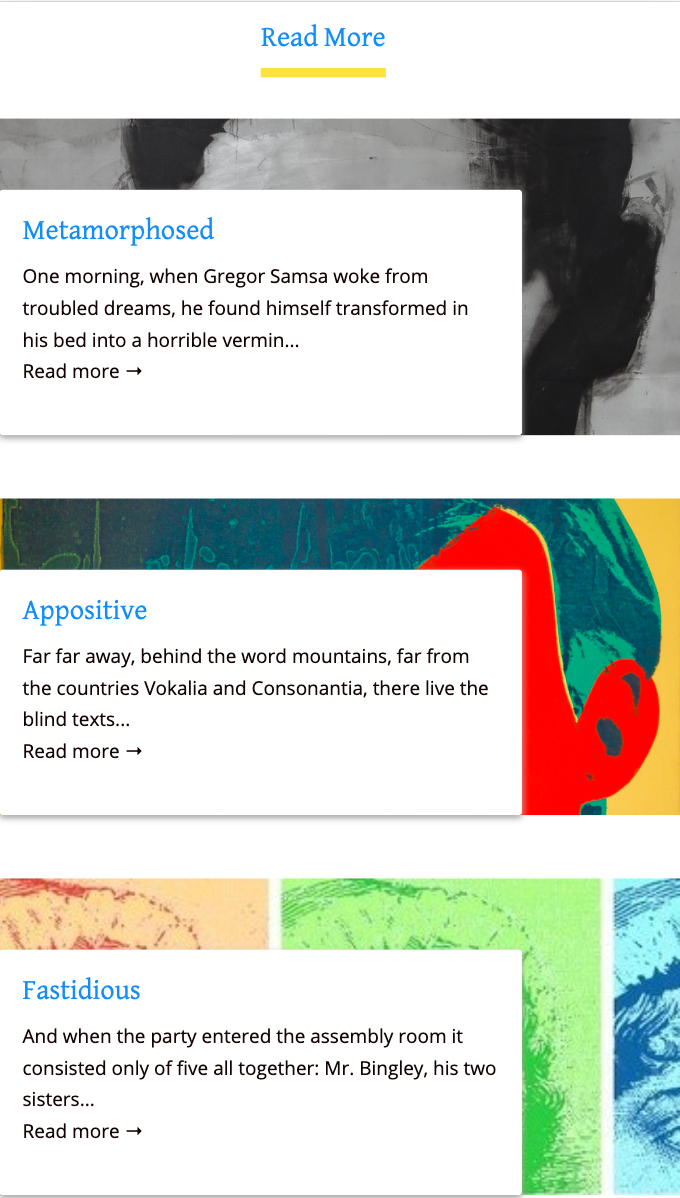 Read More
Metamorphosed
One morning, when Gregor Samsa woke from
troubled dreams, he found himself transformed in
his bed into a horrible vermin...
Read more →
Appositive
Far far away, behind the word mountains, far from
the countries Vokalia and Consonantia, there live the
blind texts...
Read more →
Fastidious
And when the party entered the assembly room it
consisted only of five all together: Mr. Bingley, his two
sisters...
Read more →